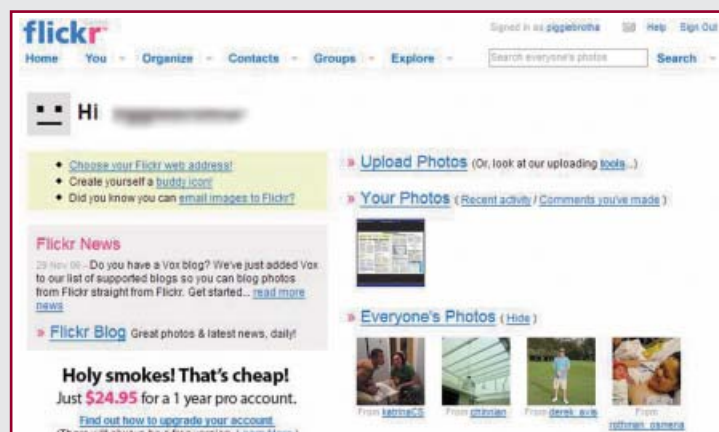 flickr
Signed in as piggiebrotha Help Sign Out
Home You Organize Contacts Groups Explore
Search everyone's photos Search
Hi
Choose your Flickr web address!
Create yourself a buddy icon!
Did you know you can email images to Flickr?
Flickr News
29 Nov 06 - Do you have a Vox blog? We've just added Vox
to our list of supported blogs so you can blog photos
from Flickr straight from Flickr. Get started... read more
news
» Flickr Blog Great photos & latest news, daily!
Holy smokes! That's cheap!
Just $24.95 for a 1 year pro account.
Find out how to upgrade your account
» Upload Photos (Or, look at our uploading tools...)
» Your Photos ( Recent activity / Comments you've made )
» Everyone's Photos ( Hide )
From katrinaCS
From chinnian
From derek_avis
From